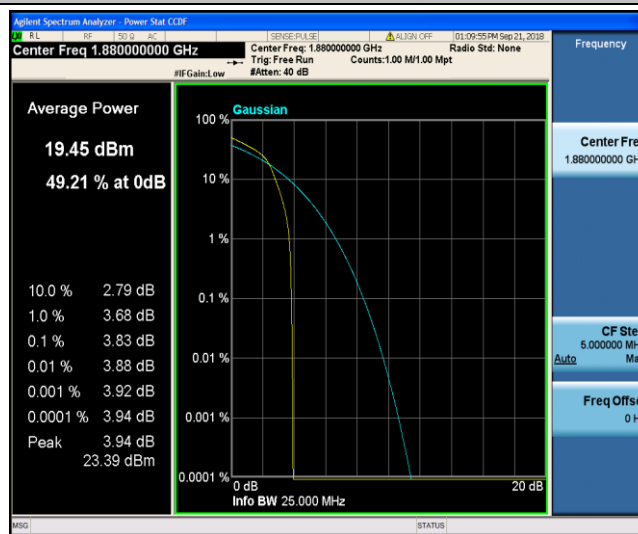 Agilent Spectrum Analyzer - Power Stat CCDF
RL RF 50 Ω AC SENSE:PULSE ALIGN OFF 01:09:55 PM Sep 21, 2018
Center Freq 1.880000000 GHz
Center Freq: 1.880000000 GHz Radio Std: None
Trig: Free Run Counts:1.00 M/1.00 Mpt
#IFGain:Low #Atten: 40 dB
Frequency
Average Power
19.45 dBm
49.21 % at 0dB
10.0 % 2.79 dB
1.0 % 3.68 dB
0.1 % 3.83 dB
0.01 % 3.88 dB
0.001 % 3.92 dB
0.0001 % 3.94 dB
Peak 3.94 dB
23.39 dBm
Gaussian
100 %
10 %
1 %
0.1 %
0.01 %
0.001 %
0.0001 %
0 dB 20 dB
Info BW 25.000 MHz
Center Fre
1.880000000 GH
CF Ste
5.000000 MH
Auto Ma
Freq Offse
0 H
MSG STATUS